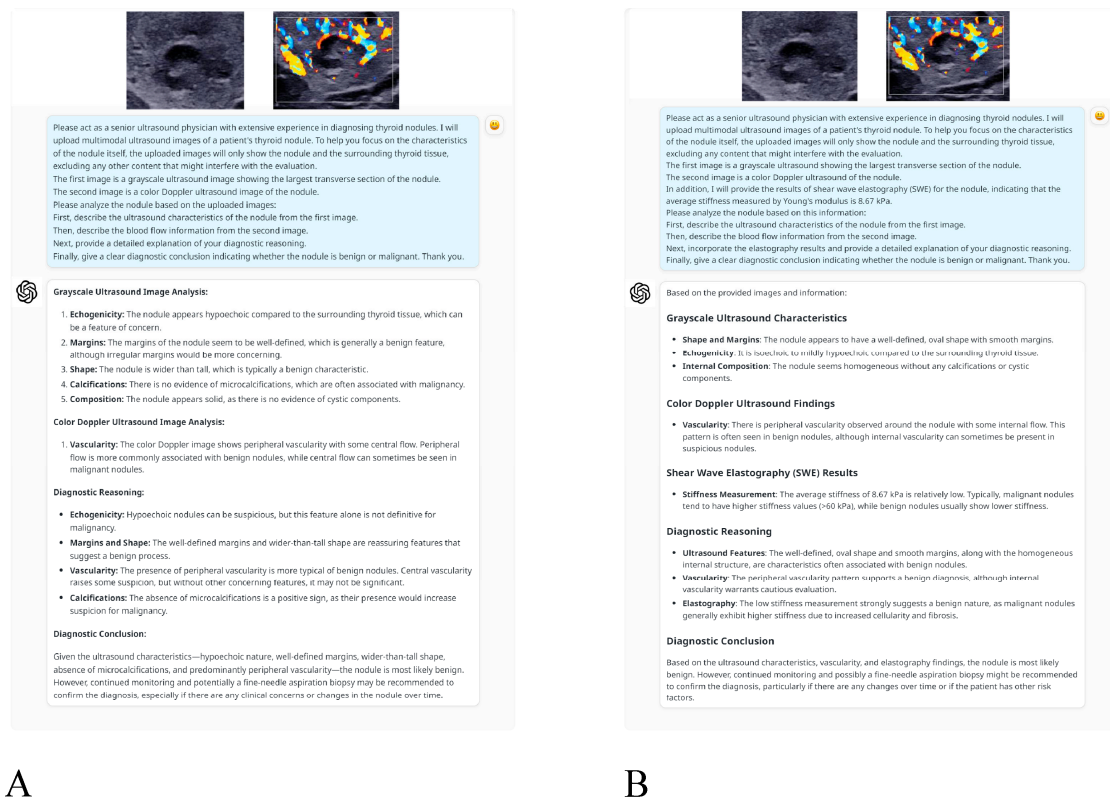 Please act as a senior ultrasound physician with extensive experience in diagnosing thyroid nodules. I will
upload multimodal ultrasound images of a patient's thyroid nodule. To help you focus on the characteristics
of the nodule itself, the uploaded images will only show the nodule and the surrounding thyroid tissue,
excluding any other content that might interfere with the evaluation.
The first image is a grayscale ultrasound image showing the largest transverse section of the nodule.
The second image is a color Doppler ultrasound image of the nodule.
Please analyze the nodule based on the uploaded images:
First, describe the ultrasound characteristics of the nodule from the first image.
Then, describe the blood flow information from the second image.
Next, provide a detailed explanation of your diagnostic reasoning.
Finally, give a clear diagnostic conclusion indicating whether the nodule is benign or malignant. Thank you.
Grayscale Ultrasound Image Analysis:
1. Echogenicity: The nodule appears hypoechoic compared to the surrounding thyroid tissue, which can
be a feature of concern.
2. Margins: The margins of the nodule seem to be well-defined, which is generally a benign feature,
although irregular margins would be more concerning.
3. Shape: The nodule is wider than tall, which is typically a benign characteristic.
4. Calcifications: There is no evidence of microcalcifications, which are often associated with malignancy.
5. Composition: The nodule appears solid, as there is no evidence of cystic components.
Color Doppler Ultrasound Image Analysis:
1. Vascularity: The color Doppler image shows peripheral vascularity with some central flow. Peripheral
flow is more commonly associated with benign nodules, while central flow can sometimes be seen in
malignant nodules.
Diagnostic Reasoning:
• Echogenicity: Hypoechoic nodules can be suspicious, but this feature alone is not definitive for
malignancy.
• Margins and Shape: The well-defined margins and wider-than-tall shape are reassuring features that
suggest a benign process.
• Vascularity: The presence of peripheral vascularity is more typical of benign nodules. Central vascularity
raises some suspicion, but without other concerning features, it may not be significant.
• Calcifications: The absence of microcalcifications is a positive sign, as their presence would increase
suspicion for malignancy.
Diagnostic Conclusion:
Given the ultrasound characteristics—hypoechoic nature, well-defined margins, wider-than-tall shape,
absence of microcalcifications, and predominantly peripheral vascularity—the nodule is most likely benign.
However, continued monitoring and potentially a fine-needle aspiration biopsy may be recommended to
confirm the diagnosis, especially if there are any clinical concerns or changes in the nodule over time.
A
Please act as a senior ultrasound physician with extensive experience in diagnosing thyroid nodules. I will
upload multimodal ultrasound images of a patient's thyroid nodule. To help you focus on the characteristics
of the nodule itself, the uploaded images will only show the nodule and the surrounding thyroid tissue,
excluding any content that might interfere with the evaluation.
The first image is a grayscale ultrasound showing the largest transverse section of the nodule.
The second image is a color Doppler ultrasound of the nodule.
In addition, I will provide the results of shear wave elastography (SWE) for the nodule, indicating that the
average stiffness measured by Young's modulus is 8.67 kPa.
Please analyze the nodule based on this information:
First, describe the ultrasound characteristics of the nodule from the first image.
Then, describe the blood flow information from the second image.
Next, incorporate the elastography results and provide a detailed explanation of your diagnostic reasoning.
Finally, give a clear diagnostic conclusion indicating whether the nodule is benign or malignant. Thank you.
Based on the provided images and information:
Grayscale Ultrasound Characteristics
• Shape and Margins: The nodule appears to have a well-defined, oval shape with smooth margins.
• Echogenicity: It is isoechoic to mildly hypoechoic compared to the surrounding thyroid tissue.
• Internal Composition: The nodule seems homogeneous without any calcifications or cystic
components.
Color Doppler Ultrasound Findings
• Vascularity: There is peripheral vascularity observed around the nodule with some internal flow. This
pattern is often seen in benign nodules, although internal vascularity can sometimes be present in
suspicious nodules.
Shear Wave Elastography (SWE) Results
• Stiffness Measurement: The average stiffness of 8.67 kPa is relatively low. Typically, malignant nodules
tend to have higher stiffness values (>60 kPa), while benign nodules usually show lower stiffness.
Diagnostic Reasoning
• Ultrasound Features: The well-defined, oval shape and smooth margins, along with the homogeneous
internal structure, are characteristics often associated with benign nodules.
• Vascularity: The peripheral vascularity pattern supports a benign diagnosis, although internal
vascularity warrants cautious evaluation.
• Elastography: The low stiffness measurement strongly suggests a benign nature, as malignant nodules
generally exhibit higher stiffness due to increased cellularity and fibrosis.
Diagnostic Conclusion
Based on the ultrasound characteristics, vascularity, and elastography findings, the nodule is most likely
benign. However, continued monitoring and possibly a fine-needle aspiration biopsy might be recommended
to confirm the diagnosis, particularly if there are any changes over time or if the patient has other risk
factors.
B